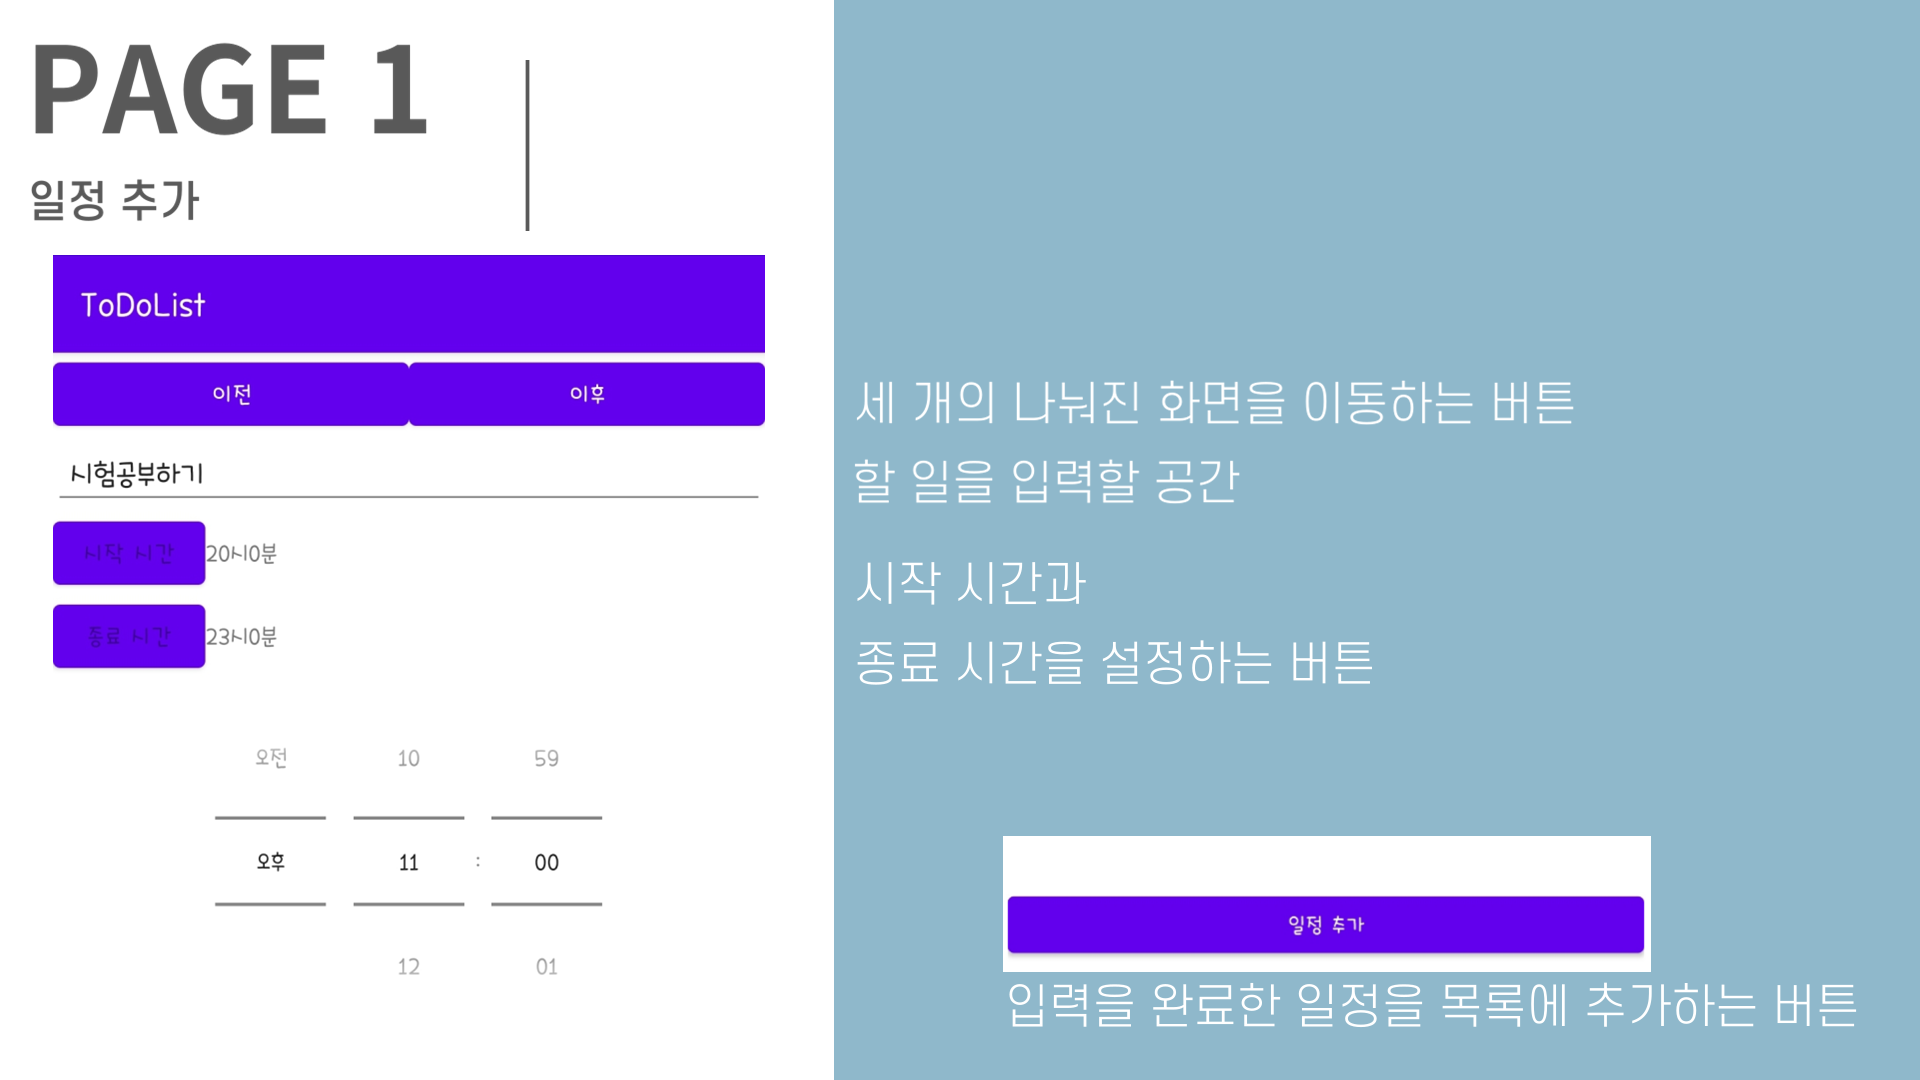 PAGE 1
일정 추가
ToDoList
이전 이후
시험공부하기
시작 시간 20시0분
종료 시간 23시0분
오전 10 59
오후 11 : 00
12 01
세 개의 나눠진 화면을 이동하는 버튼
할 일을 입력할 공간
시작 시간과
종료 시간을 설정하는 버튼
일정 추가
입력을 완료한 일정을 목록에 추가하는 버튼